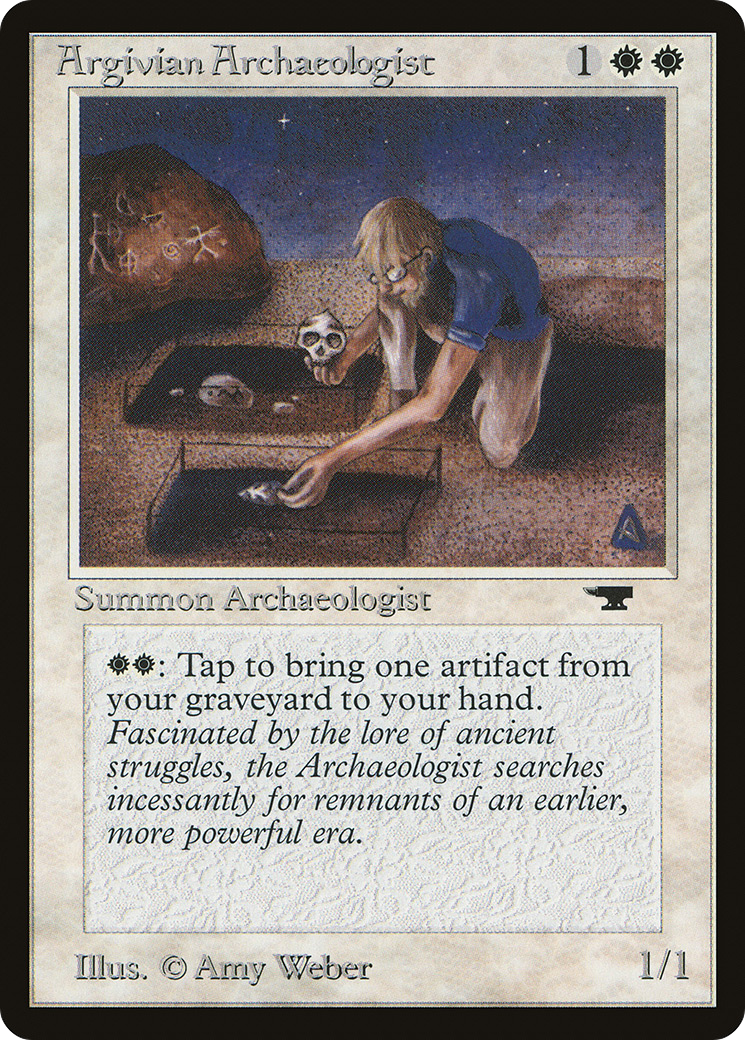 Argivian Archaeologist 1
Summon Archaeologist
: Tap to bring one artifact from
your graveyard to your hand.
Fascinated by the lore of ancient
struggles, the Archaeologist searches
incessantly for remnants of an earlier,
more powerful era.
Illus. © Amy Weber 1/1